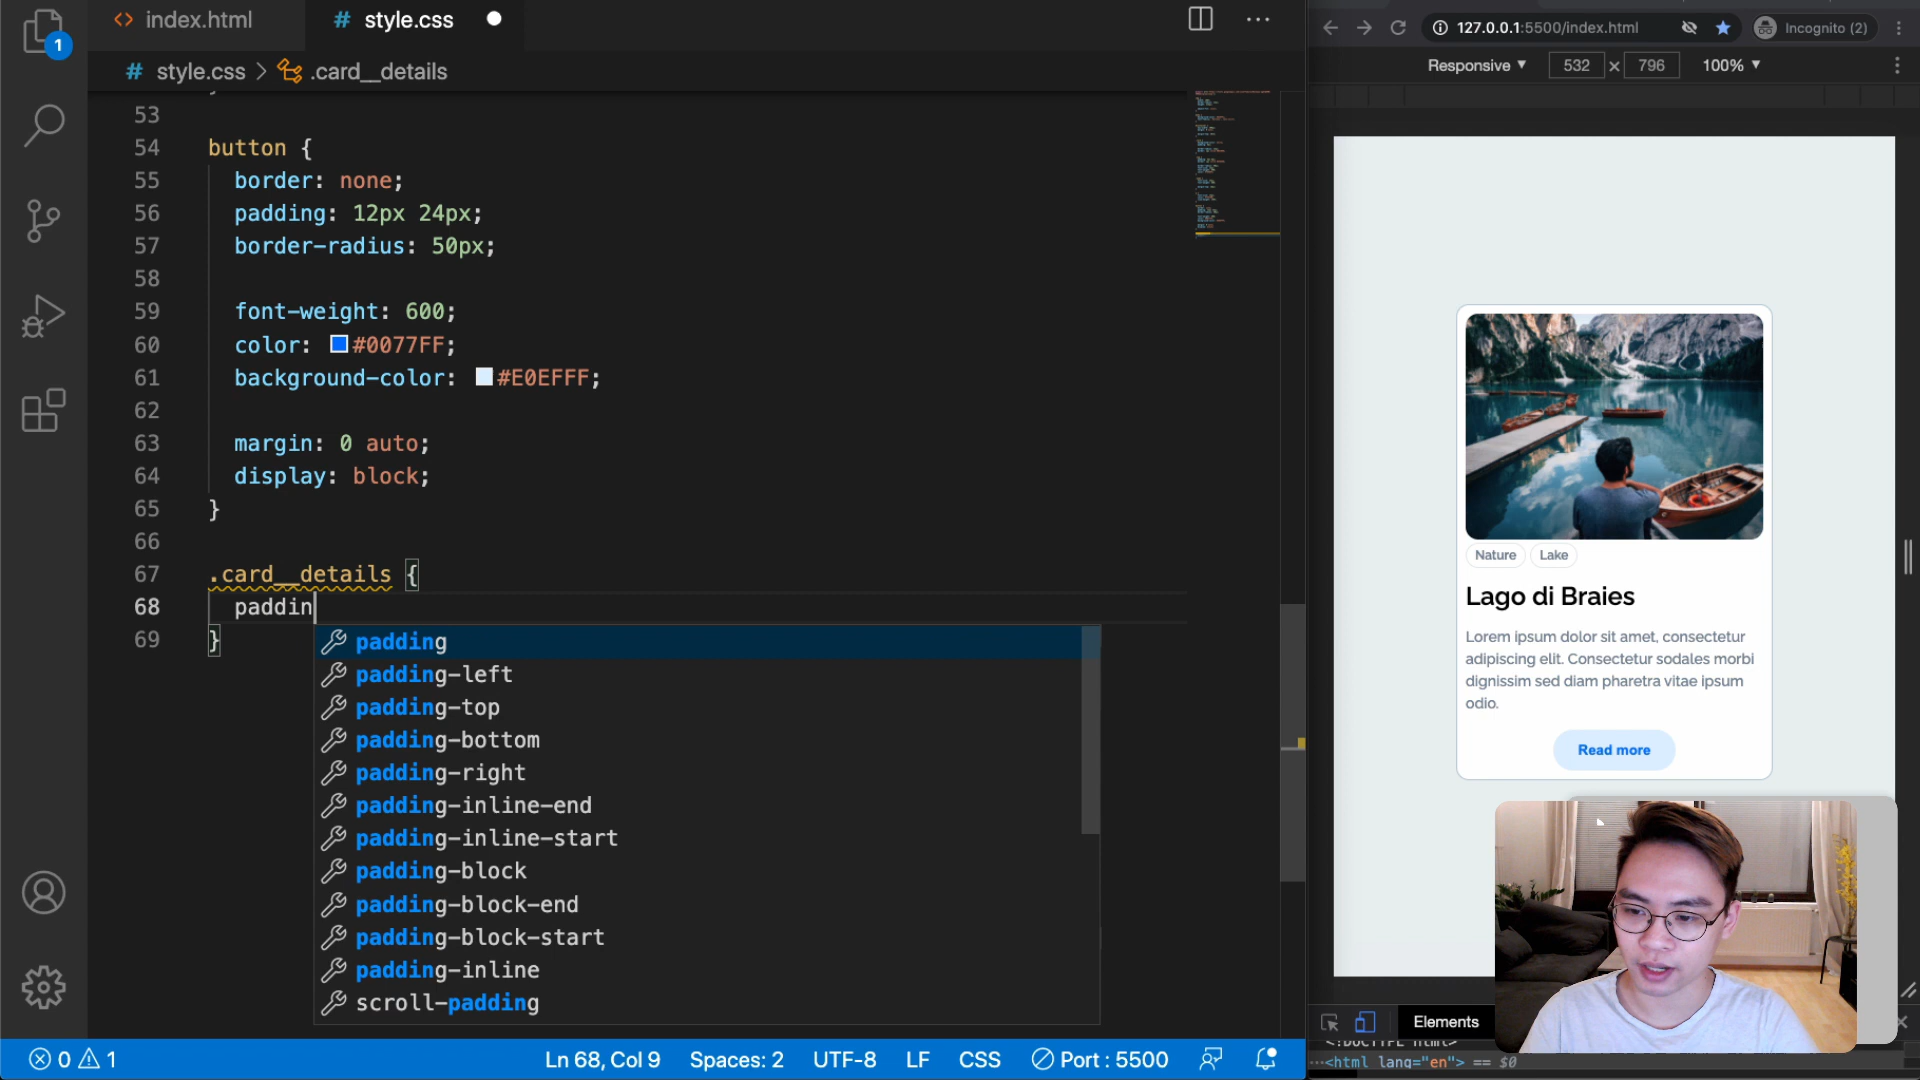 1
<> index.html
# style.css
# style.css > .card__details
53
54 button {
55 border: none;
56 padding: 12px 24px;
57 border-radius: 50px;
58
59 font-weight: 600;
60 color: #0077FF;
61 background-color: #E0EFFF;
62
63 margin: 0 auto;
64 display: block;
65 }
66
67 .card__details {
68 paddin
69 }
padding
padding-left
padding-top
padding-bottom
padding-right
padding-inline-end
padding-inline-start
padding-block
padding-block-end
padding-block-start
padding-inline
scroll-padding
0 1
Ln 68, Col 9
Spaces: 2
UTF-8
LF
CSS
Port : 5500
127.0.0.1:5500/index.html
Incognito (2)
Responsive
532 × 796
100%
Nature Lake
Lago di Braies
Lorem ipsum dolor sit amet, consectetur
adipiscing elit. Consectetur sodales morbi
dignissim sed diam pharetra vitae ipsum
odio.
Read more
Elements
<!DOCTYPE html>
<html lang="en"> == $0